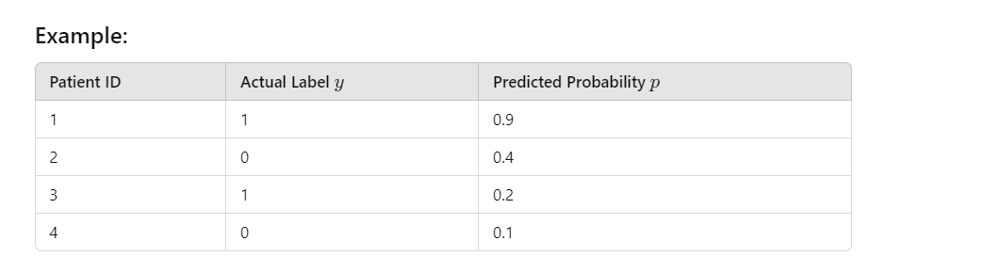 Example:
Patient ID Actual Label y Predicted Probability p
1 1 0.9
2 0 0.4
3 1 0.2
4 0 0.1